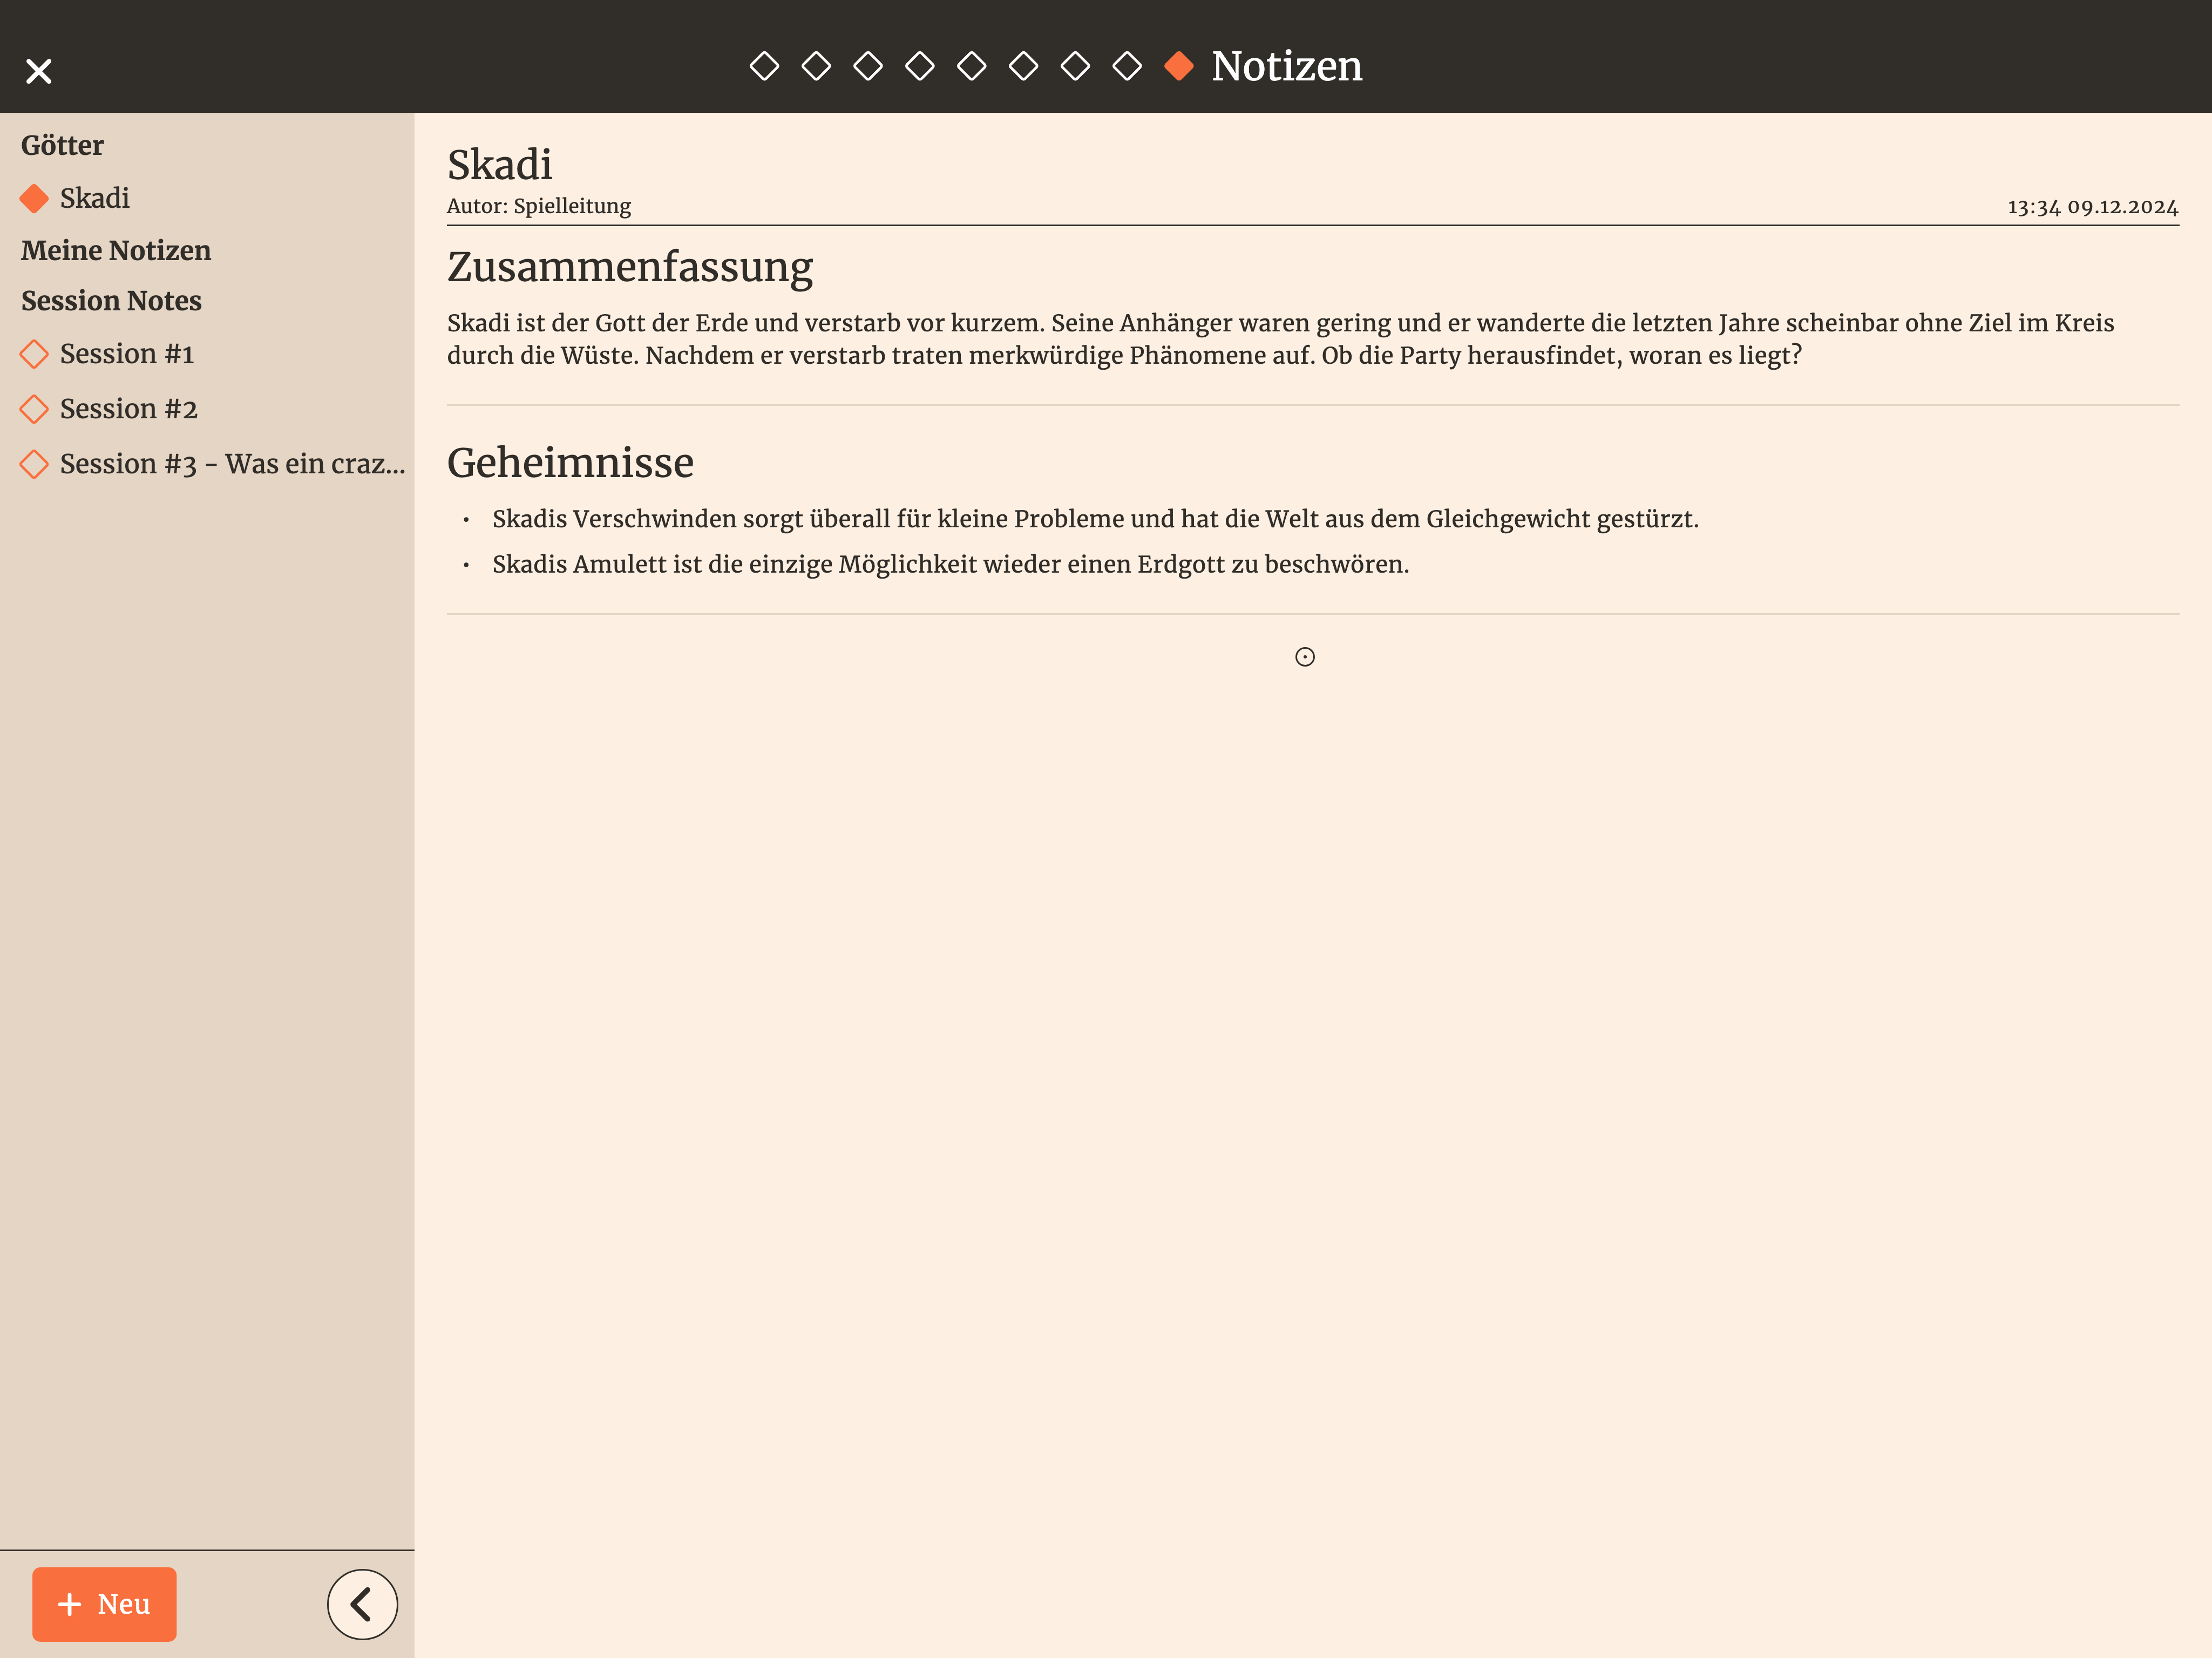 Notizen
Götter
Skadi
Meine Notizen
Session Notes
Session #1
Session #2
Session #3 - Was ein craz...
Neu
Skadi
Autor: Spielleitung
13:34 09.12.2024
Zusammenfassung
Skadi ist der Gott der Erde und verstarb vor kurzem. Seine Anhänger waren gering und er wanderte die letzten Jahre scheinbar ohne Ziel im Kreis
durch die Wüste. Nachdem er verstarb traten merkwürdige Phänomene auf. Ob die Party herausfindet, woran es liegt?
Geheimnisse
• Skadis Verschwinden sorgt überall für kleine Probleme und hat die Welt aus dem Gleichgewicht gestürzt.
• Skadis Amulett ist die einzige Möglichkeit wieder einen Erdgott zu beschwören.